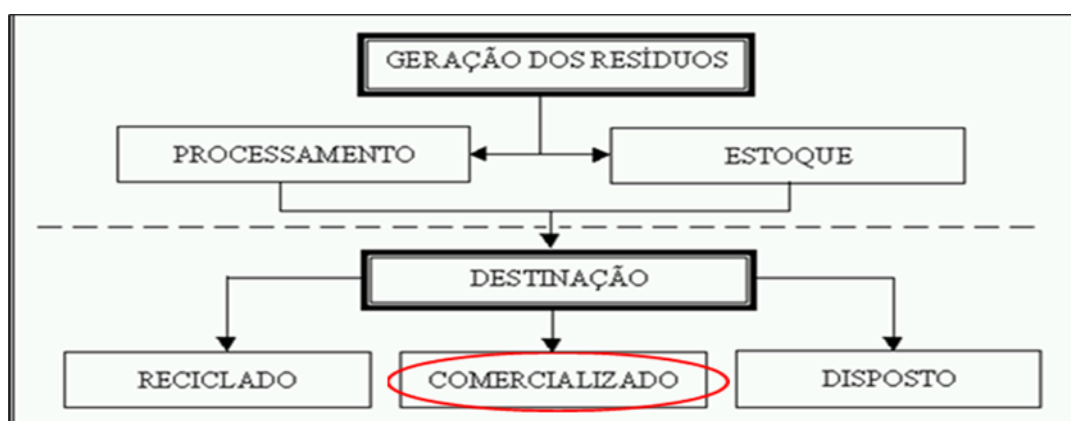 GERAÇÃO DOS RESÍDUOS
PROCESSAMENTO
ESTOQUE
DESTINAÇÃO
RECICLADO
COMERCIALIZADO
DISPOSTO